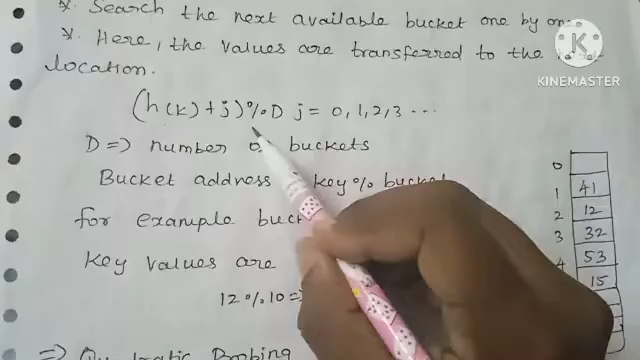 *. Search the next available bucket one by
*. Here, the values are transferred to the
location.
KINEMASTER
(h(k) + j) % D j = 0, 1, 2, 3 ...
D => number of buckets
Bucket address key % bucket
for example
key values are
12 % 10 =
=> Probing
0
1 41
2 12
3 32
4 53
15